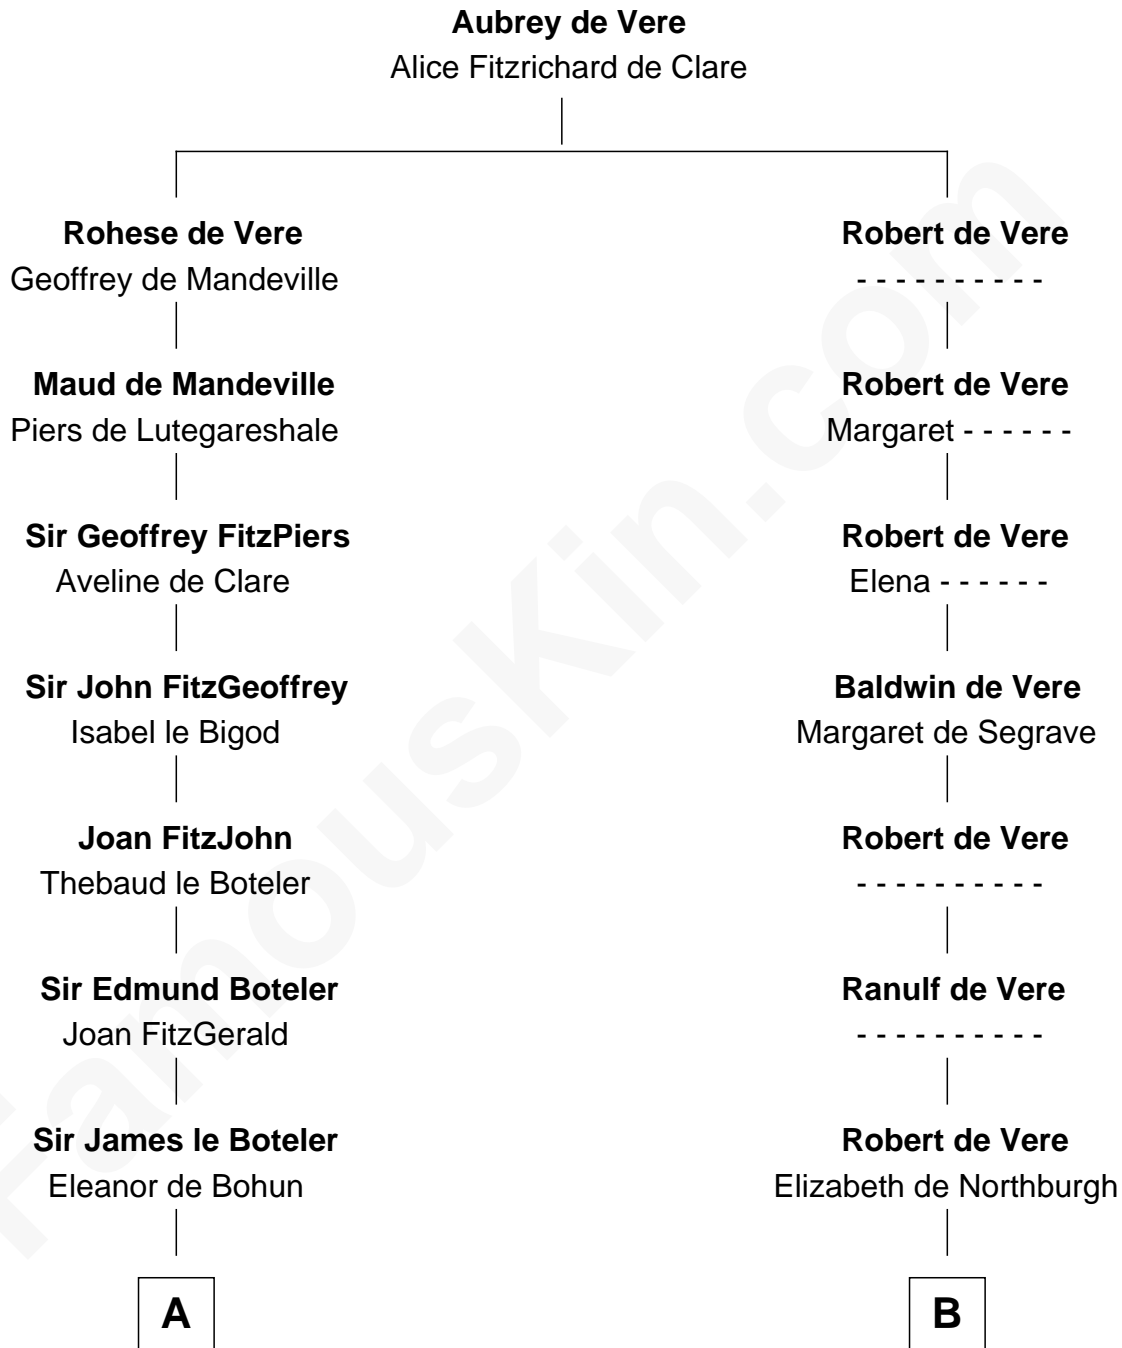 Aubrey de Vere
Alice Fitzrichard de Clare
Rohese de Vere
Geoffrey de Mandeville
Robert de Vere
- - - - - - - - - -
Maud de Mandeville
Piers de Lutegareshale
Robert de Vere
Margaret - - - - - -
Sir Geoffrey FitzPiers
Aveline de Clare
Robert de Vere
Elena - - - - - -
Sir John FitzGeoffrey
Isabel le Bigod
Baldwin de Vere
Margaret de Segrave
Joan FitzJohn
Thebaud le Boteler
Robert de Vere
- - - - - - - - - -
Sir Edmund Boteler
Joan FitzGerald
Ranulf de Vere
- - - - - - - - - -
Sir James le Boteler
Eleanor de Bohun
Robert de Vere
Elizabeth de Northburgh
A
B
FamousKin.com